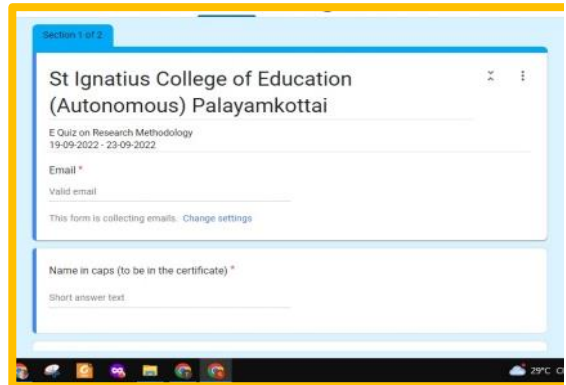 Section 1 of 2
St Ignatius College of Education
(Autonomous) Palayamkottai
E Quiz on Research Methodology
19-09-2022 - 23-09-2022
Email *
Valid email
This form is collecting emails. Change settings
Name in caps (to be in the certificate) *
Short answer text
29°C